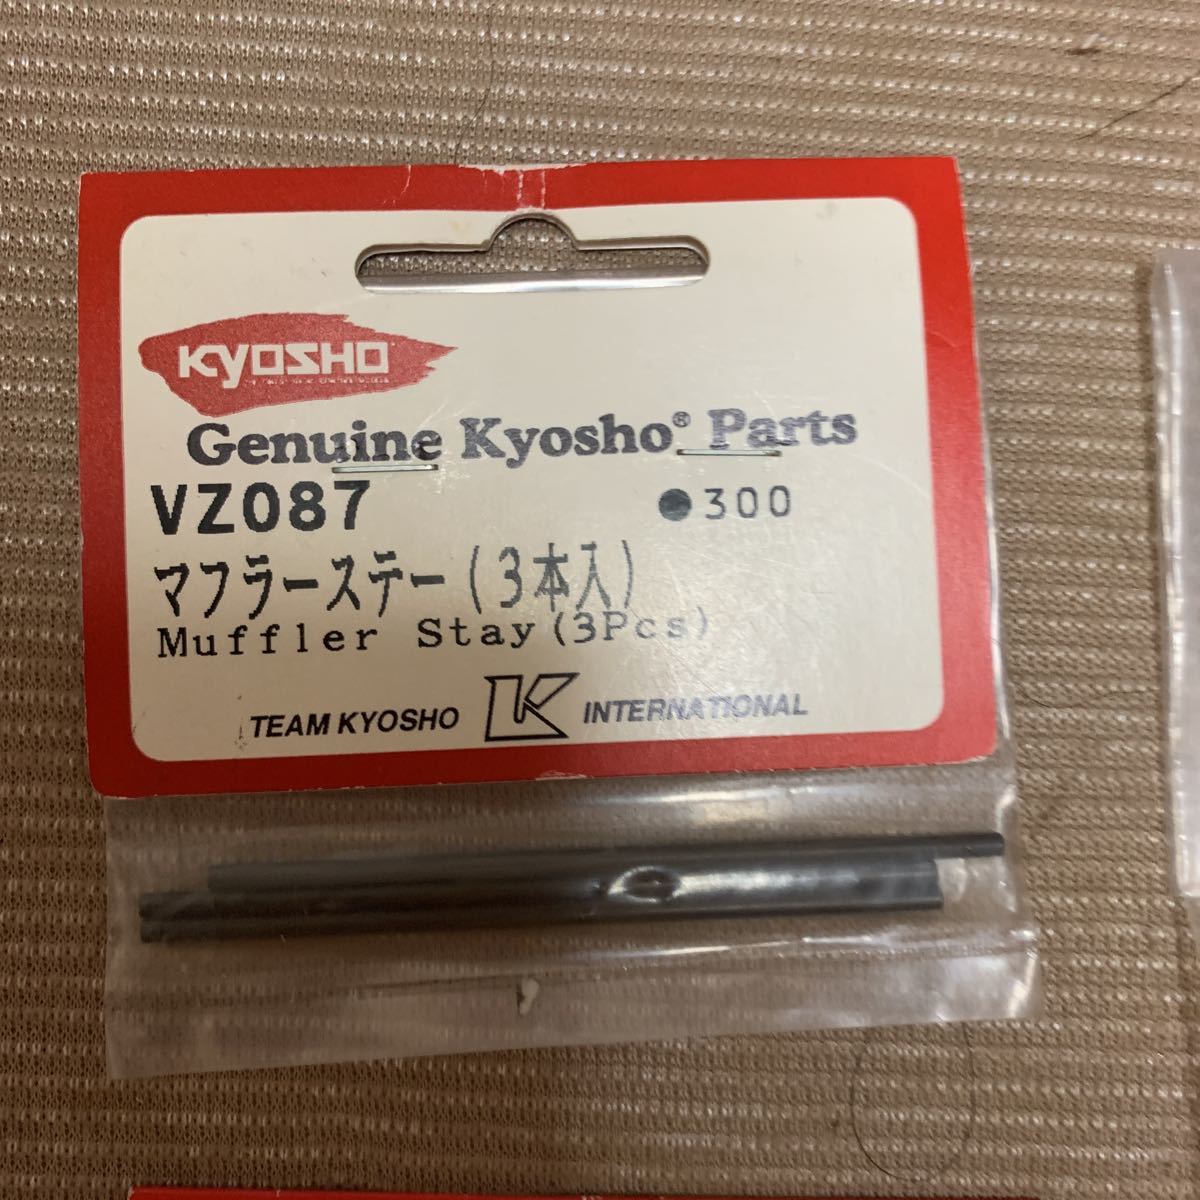 KYOSHO
Genuine Kyosho® Parts
VZ087 ●300
マフラーステー(3本入)
Muffler Stay(3Pcs)
TEAM KYOSHO K INTERNATIONAL